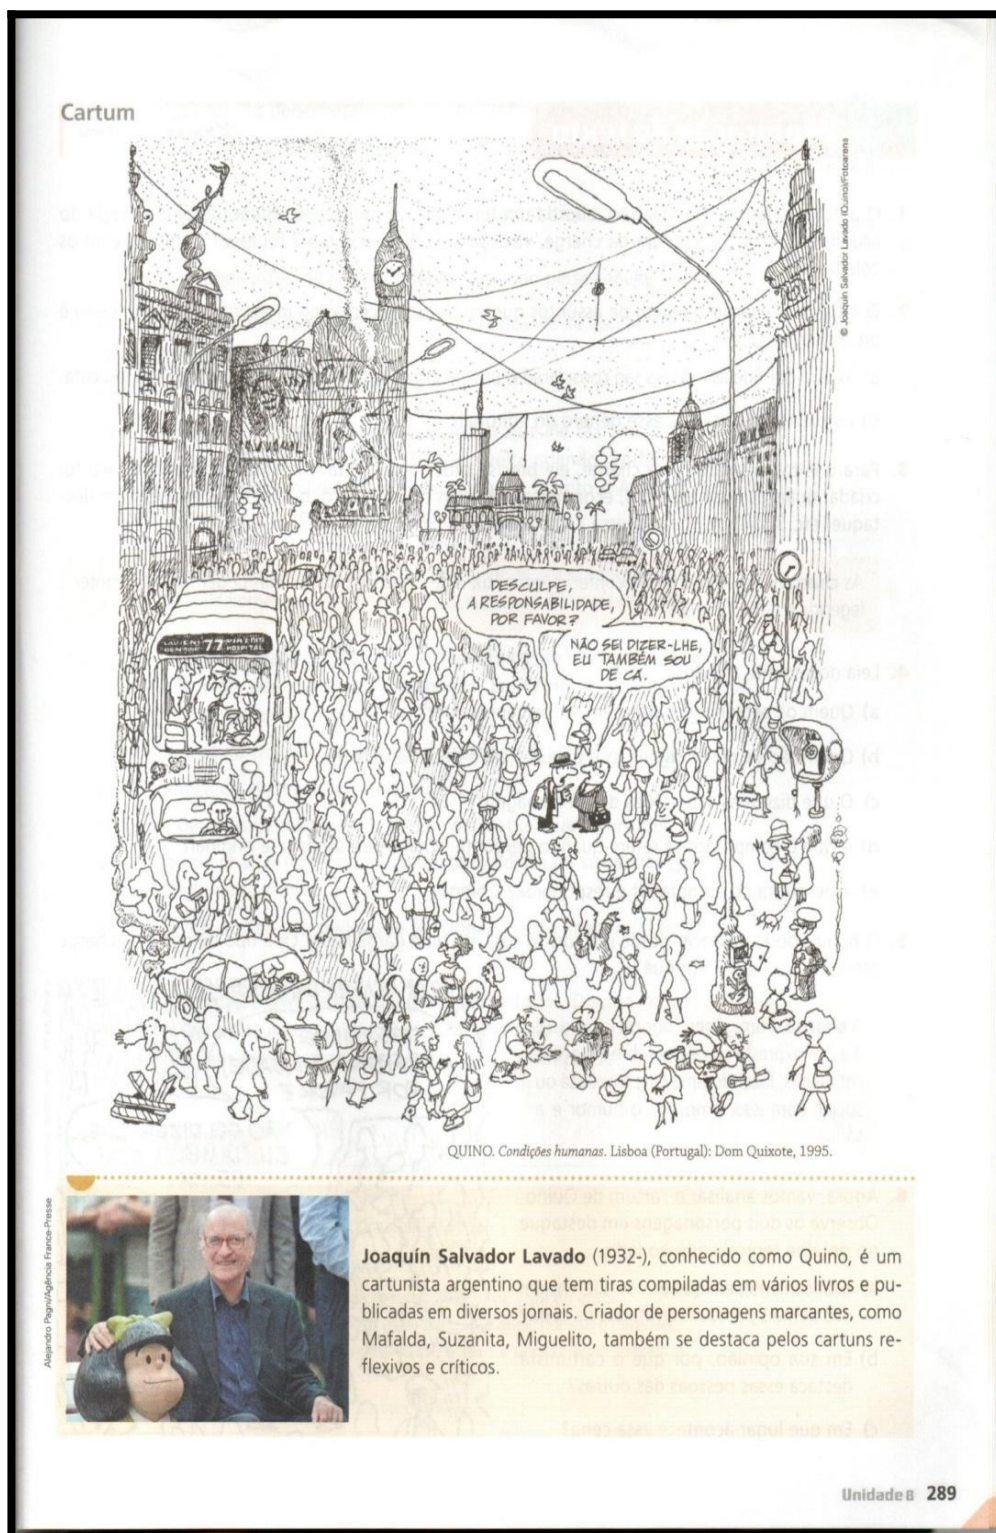 Cartum
© Joaquín Salvador Lavado (Quino)/Fotoarena
DESCULPE,
A RESPONSABILIDADE,
POR FAVOR?
NÃO SEI DIZER-LHE,
EU TAMBÉM SOU
DE CÁ.
77
QUINO. Condições humanas. Lisboa (Portugal): Dom Quixote, 1995.
Alejandro Pagni/Agência France-Presse
Joaquín Salvador Lavado (1932-), conhecido como Quino, é um
cartunista argentino que tem tiras compiladas em vários livros e pu-
blicadas em diversos jornais. Criador de personagens marcantes, como
Mafalda, Suzanita, Miguelito, também se destaca pelos cartuns re-
flexivos e críticos.
Unidade 8 289